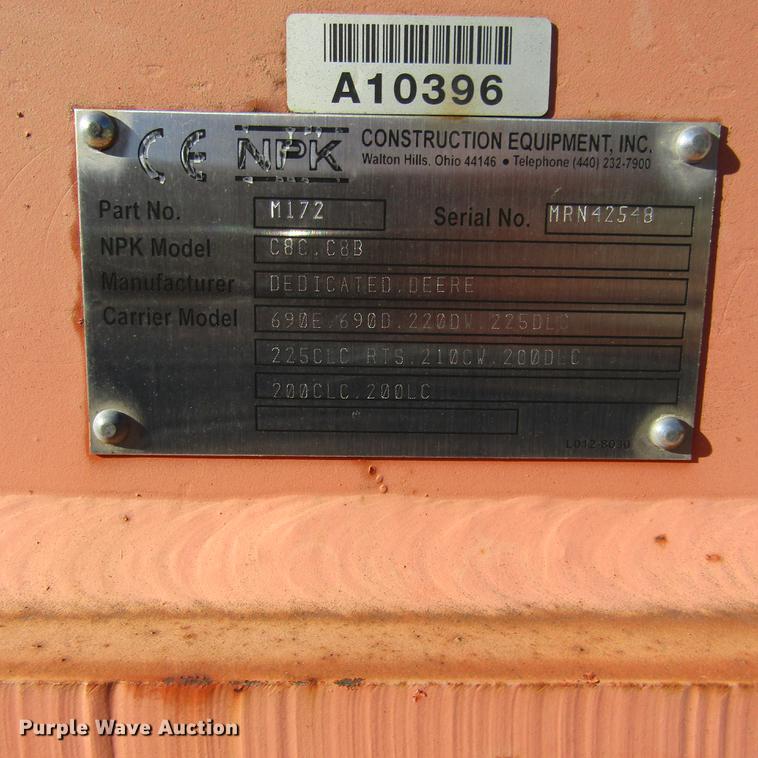 A10396
CE NPK CONSTRUCTION EQUIPMENT, INC.
Walton Hills, Ohio 44146 • Telephone (440) 232-7900
Part No. M172 Serial No. MRN42548
NPK Model C8C.C8B
Manufacturer DEDICATED.DEERE
Carrier Model 690E.690D.220DW.225DLC
225CLC RTS.210CW.200DLC
200CLC.200LC
L012-8030
Purple Wave Auction